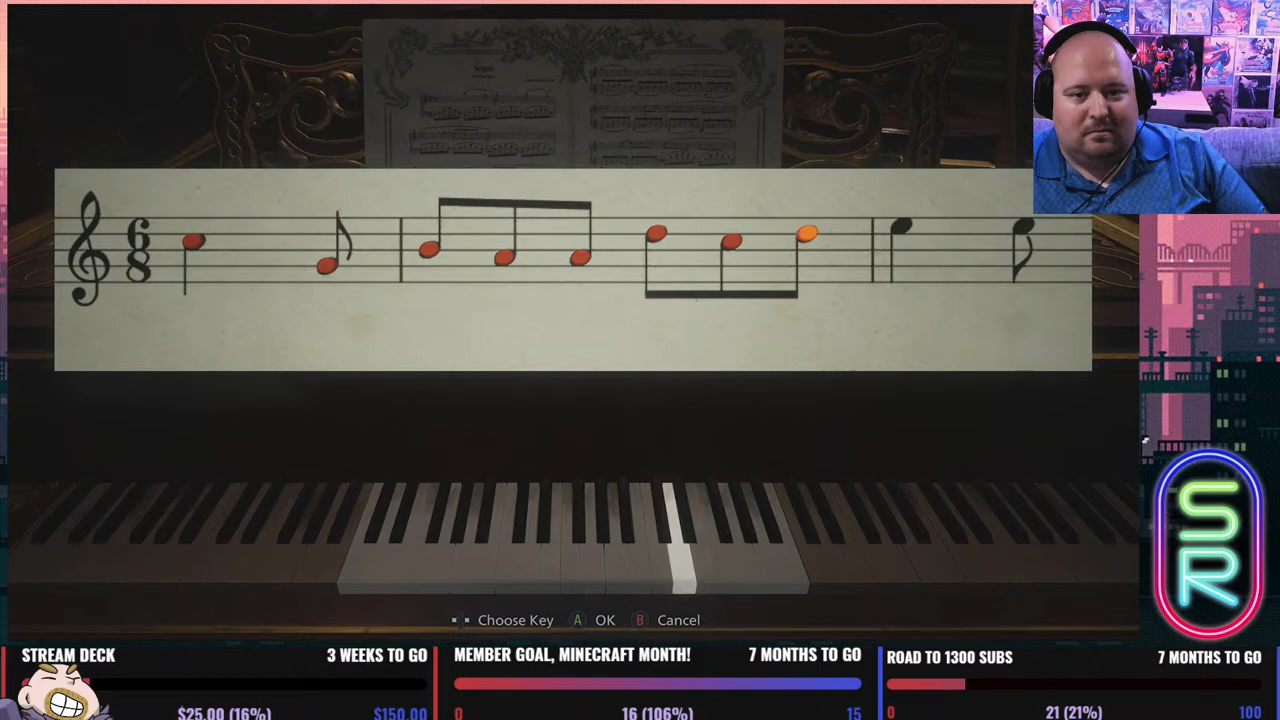 6
8
Choose Key A OK B Cancel
S
R
STREAM DECK 3 WEEKS TO GO
$25.00 (16%) $150.00
MEMBER GOAL, MINECRAFT MONTH! 7 MONTHS TO GO
0 16 (106%) 15
ROAD TO 1300 SUBS 7 MONTHS TO GO
0 21 (21%) 100